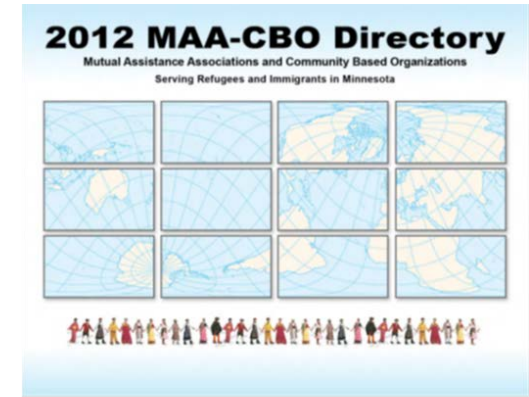 2012 MAA-CBO Directory
Mutual Assistance Associations and Community Based Organizations
Serving Refugees and Immigrants in Minnesota